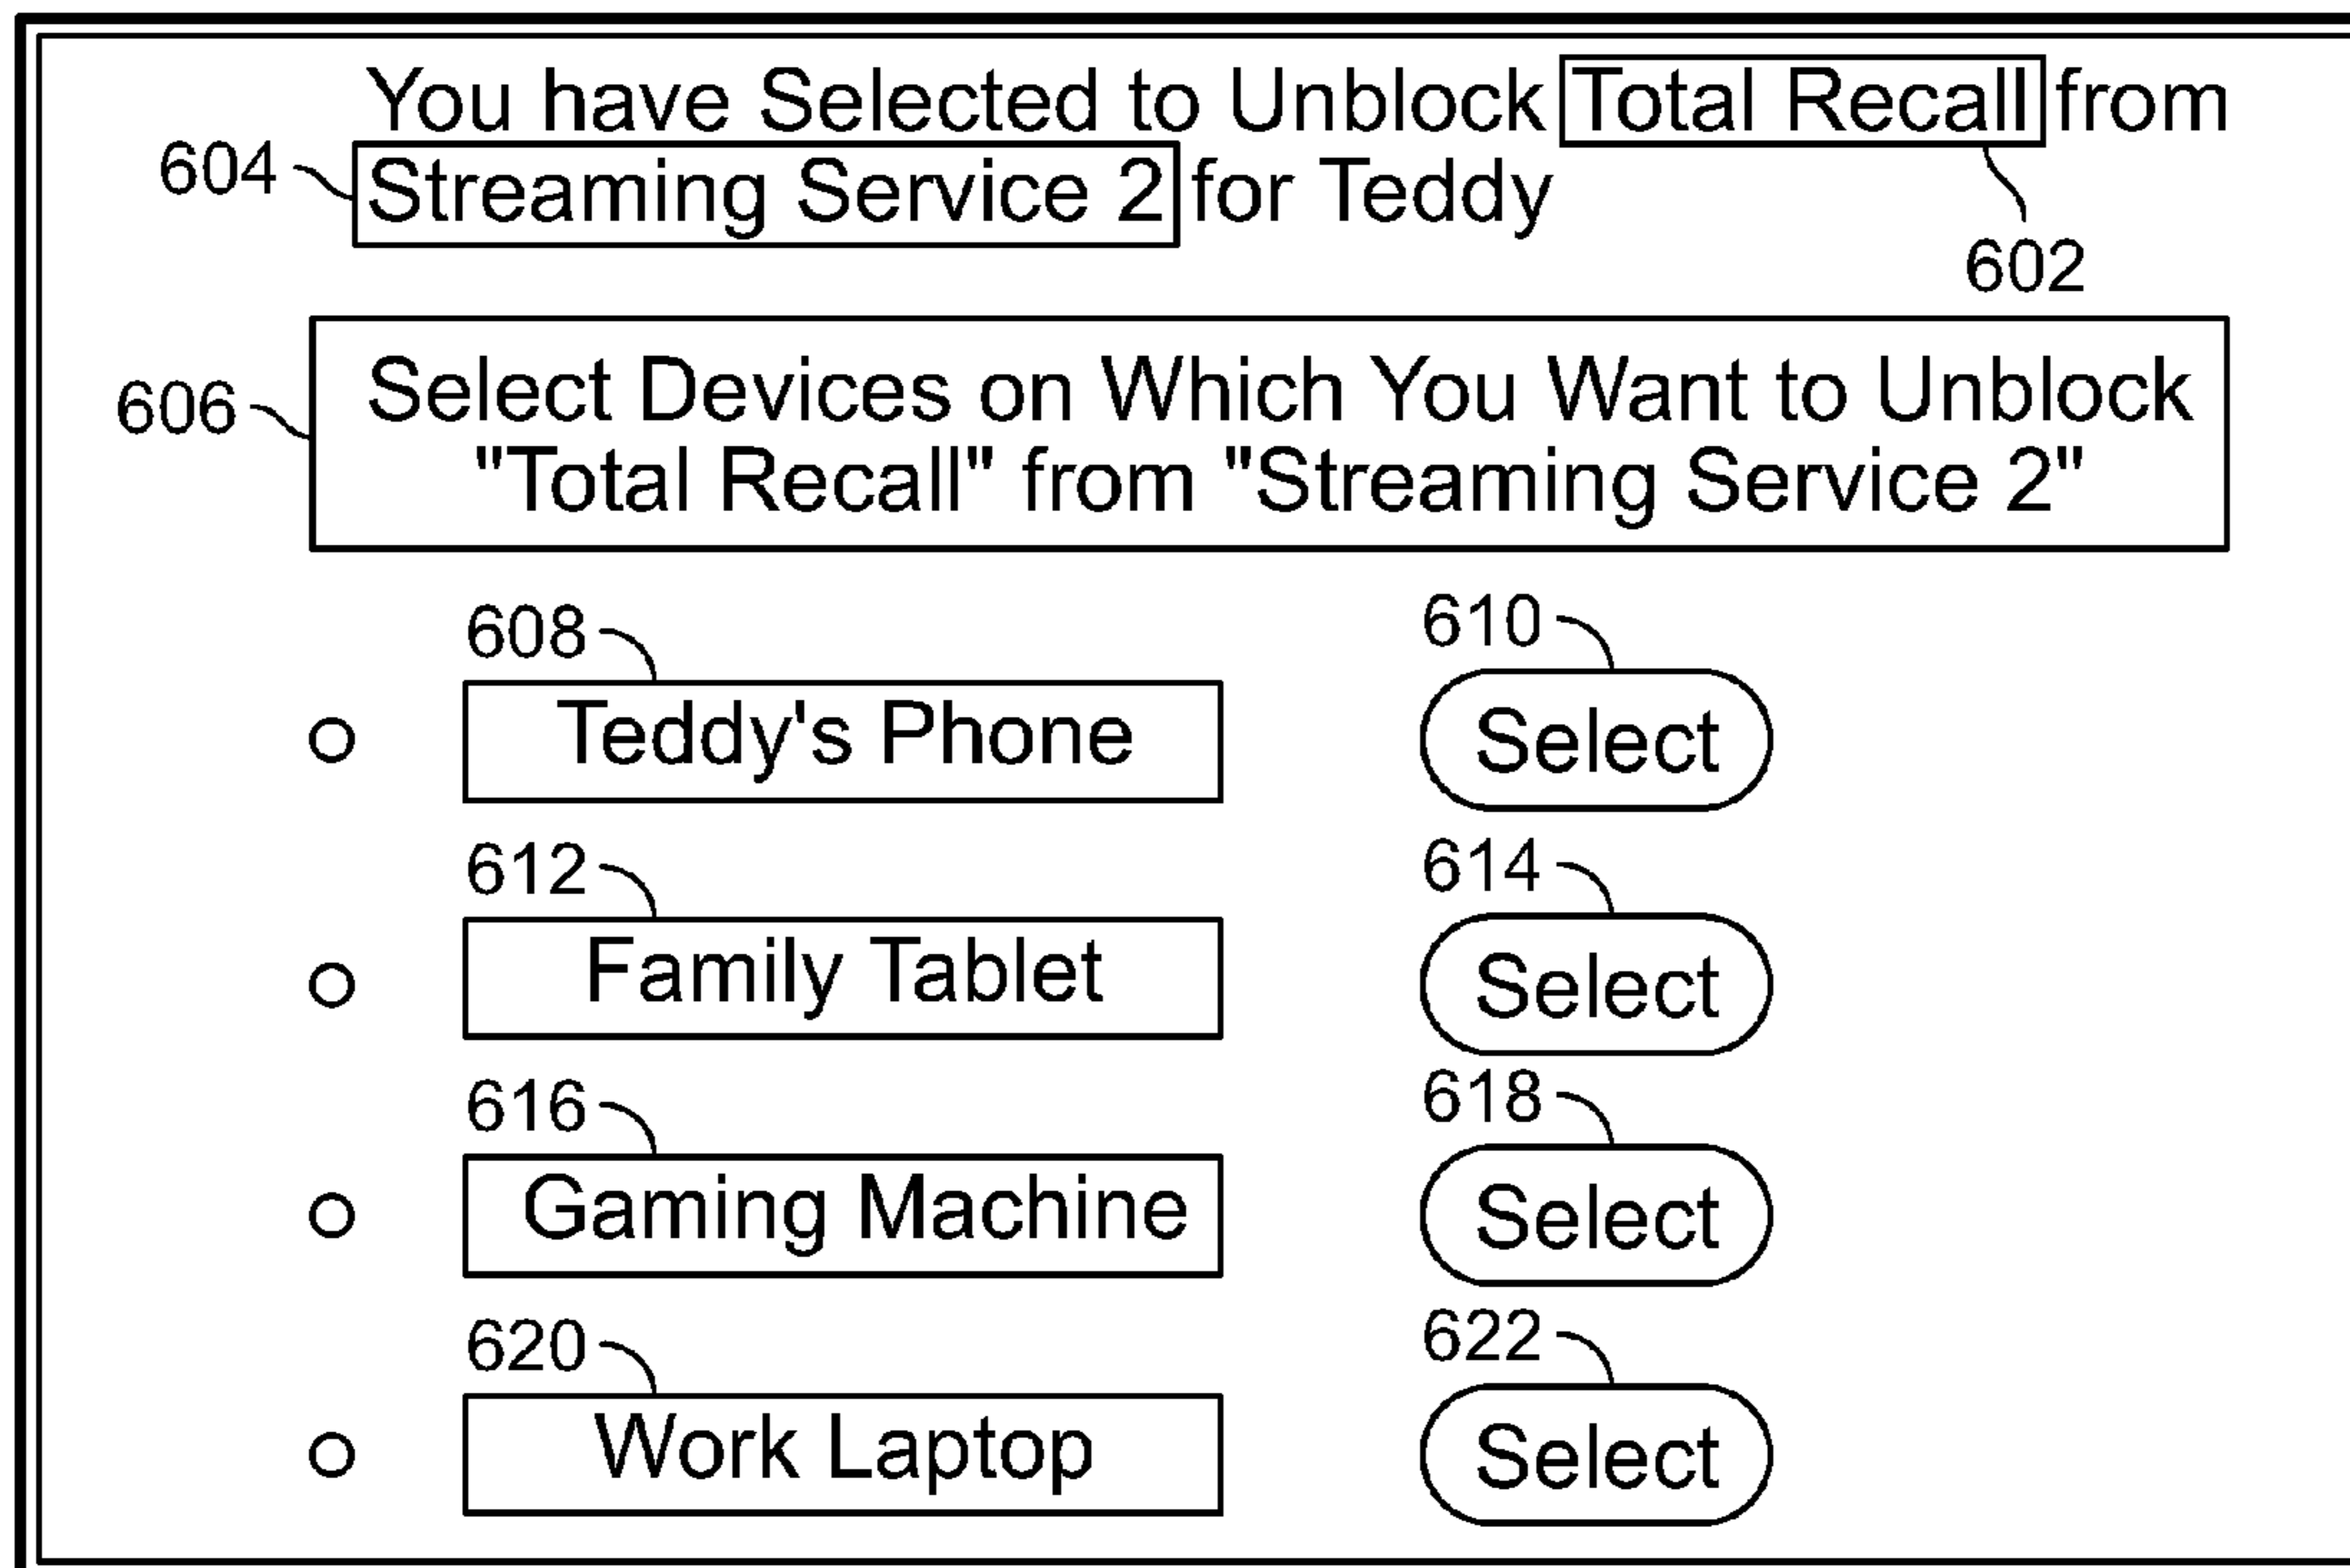 You have Selected to Unblock Total Recall from
604 Streaming Service 2 for Teddy
602
606 Select Devices on Which You Want to Unblock
"Total Recall" from "Streaming Service 2"
608 610
Teddy's Phone Select
612 614
Family Tablet Select
616 618
Gaming Machine Select
620 622
Work Laptop Select